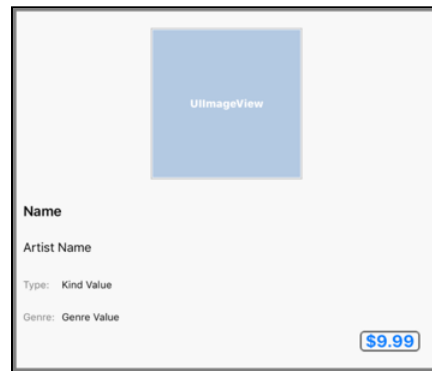 UIImageView
Name
Artist Name
Type: Kind Value
Genre: Genre Value
$9.99